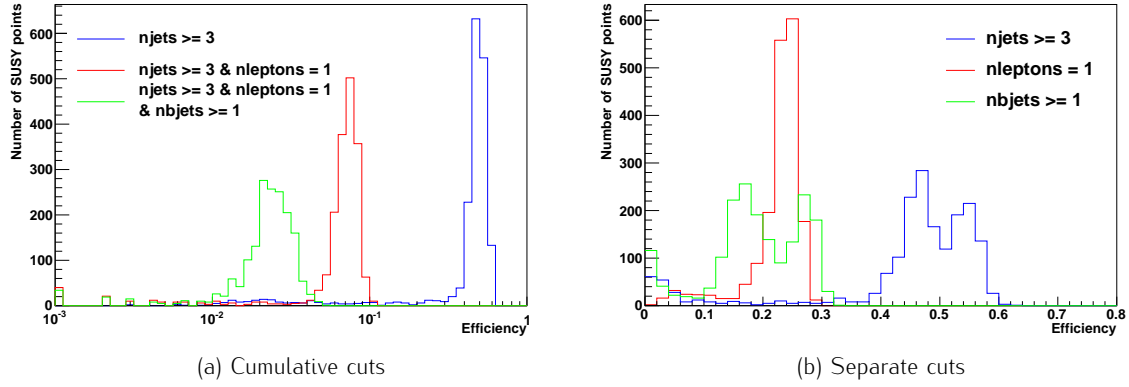 Number of SUSY points
600
500
400
300
200
100
0
njets >= 3
njets >= 3 & nleptons = 1
njets >= 3 & nleptons = 1
& nbjets >= 1
10-3
10-2
10-1
1
Efficiency
(a) Cumulative cuts
Number of SUSY points
600
500
400
300
200
100
0
njets >= 3
nleptons = 1
nbjets >= 1
0 0.1 0.2 0.3 0.4 0.5 0.6 0.7 0.8
Efficiency
(b) Separate cuts